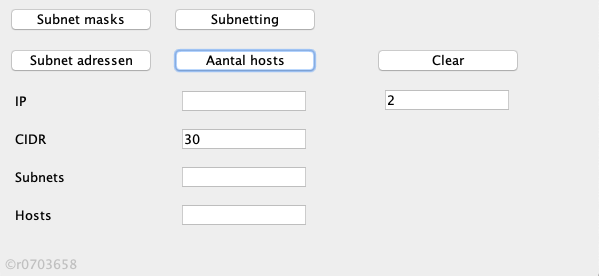 Subnet masks Subnetting
Subnet adressen Aantal hosts Clear
IP 2
CIDR 30
Subnets
Hosts
©r0703658